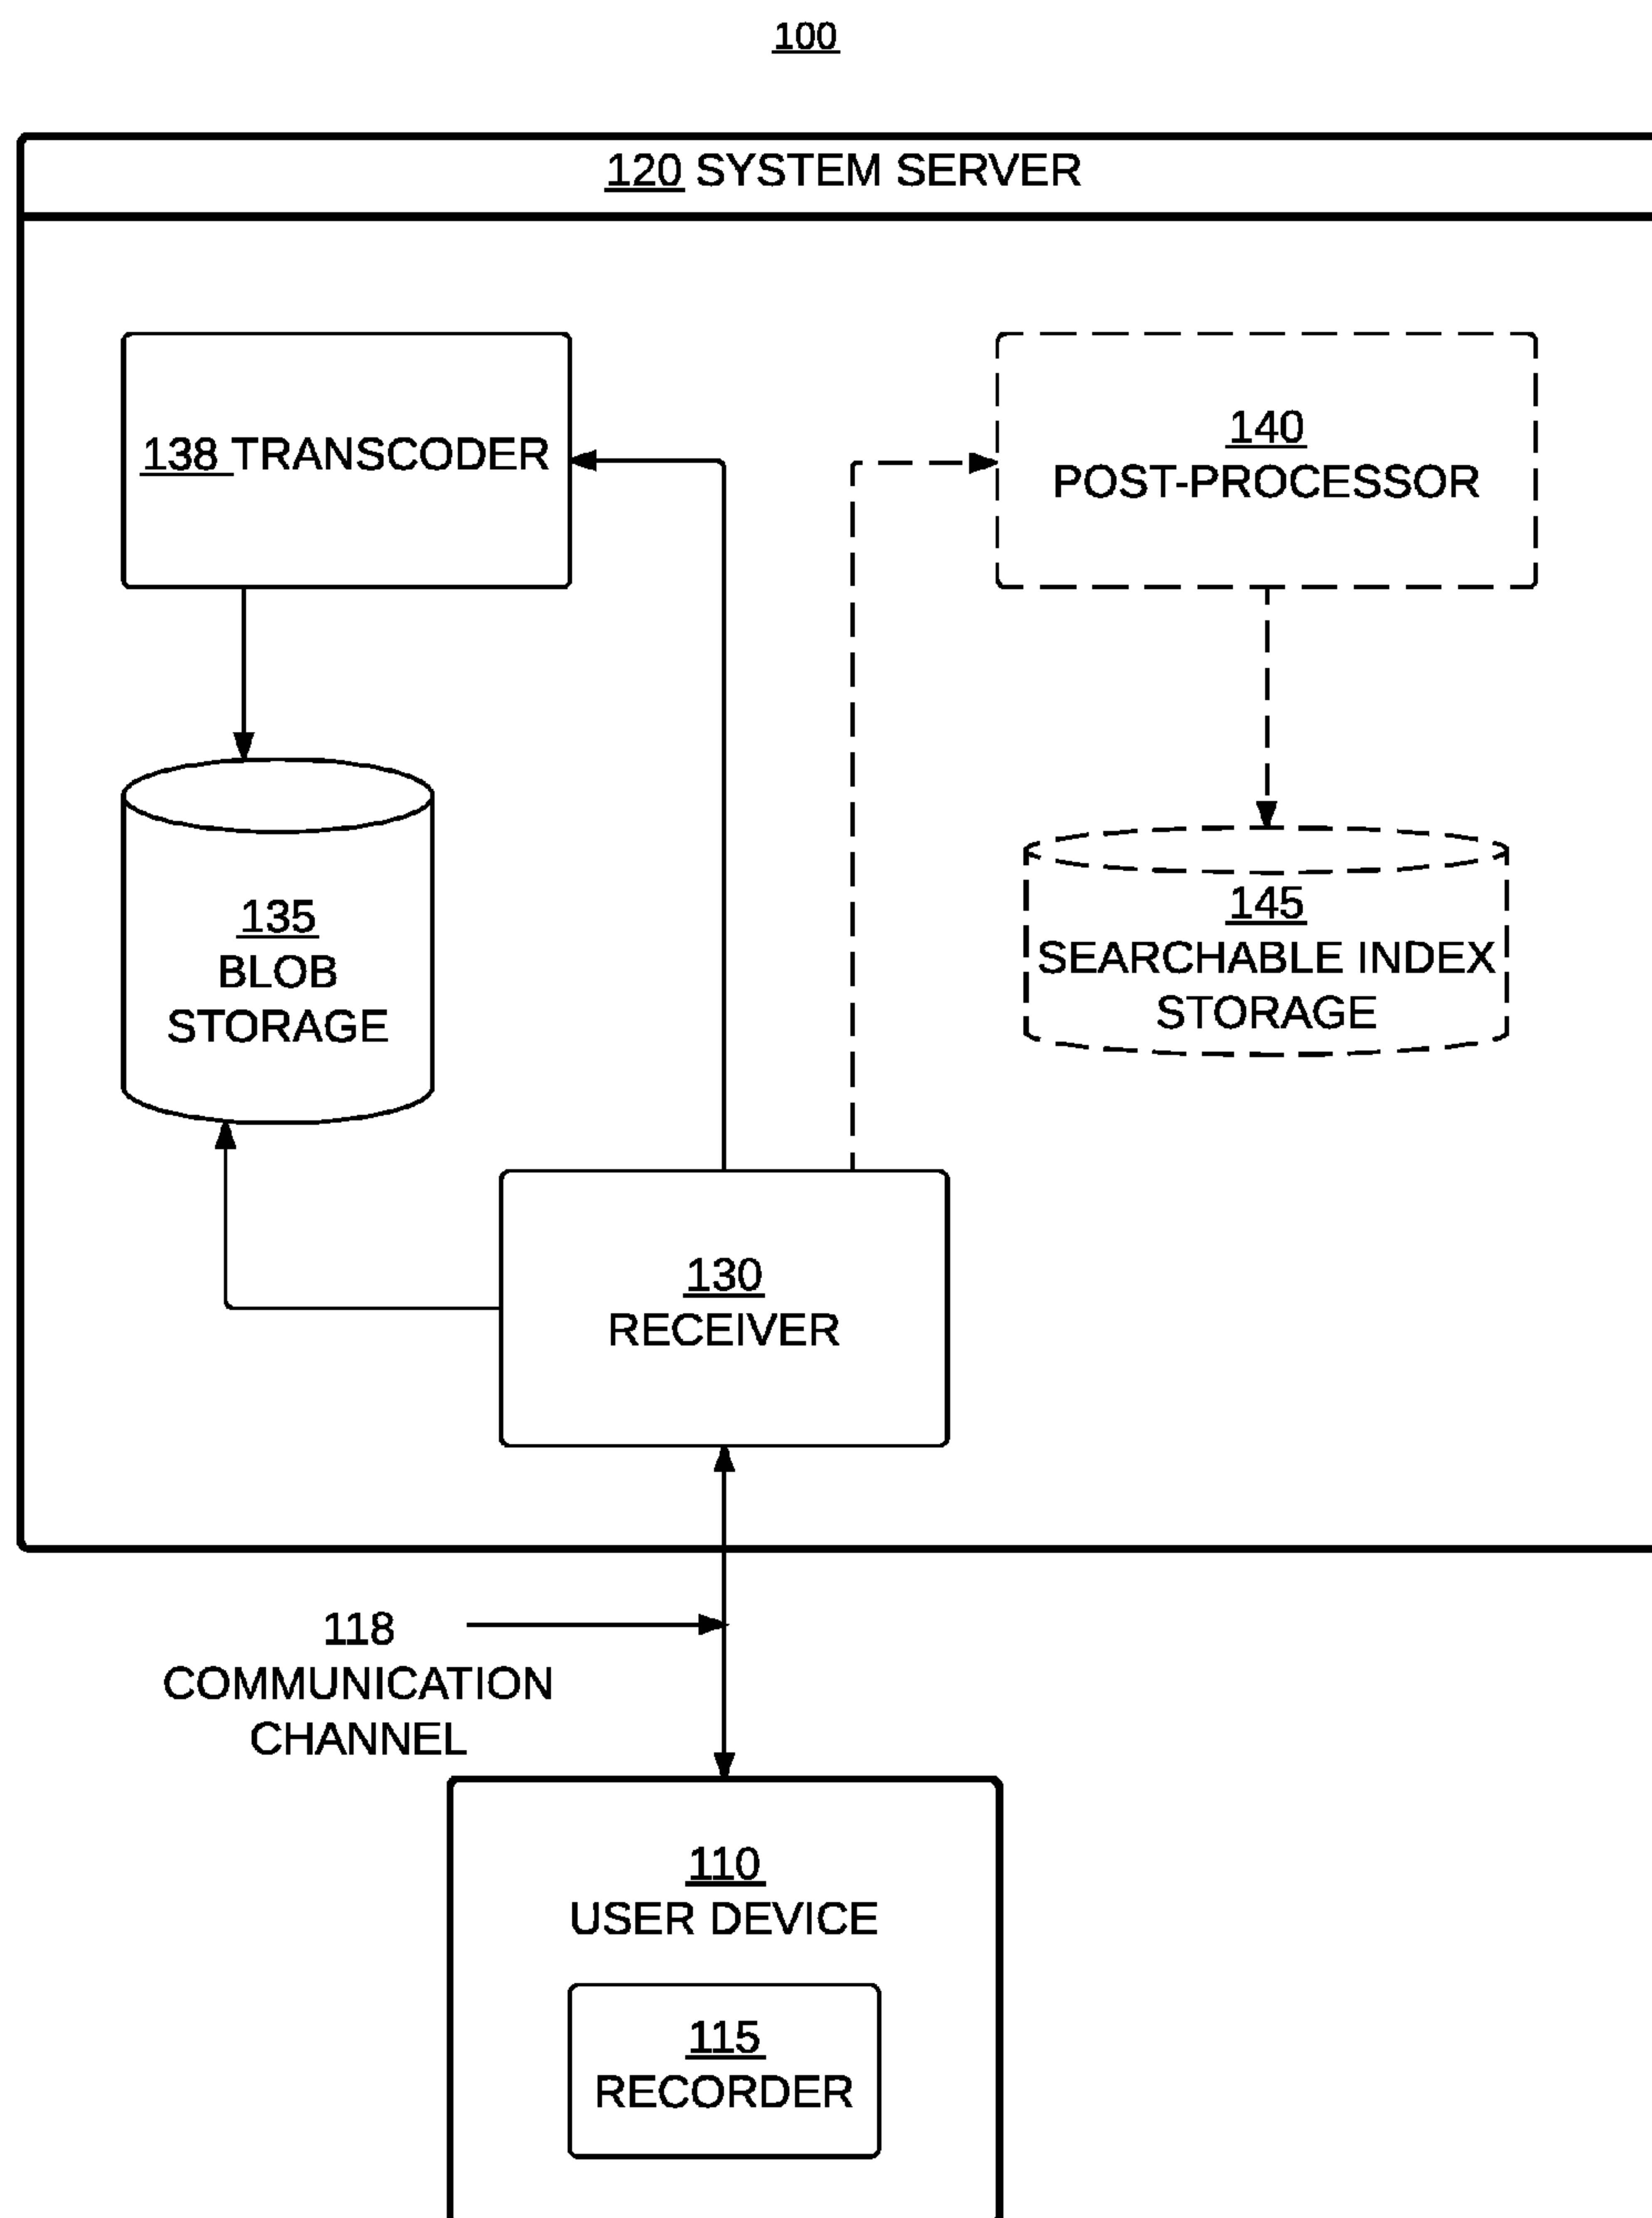 100
120 SYSTEM SERVER
138 TRANSCODER
140
POST-PROCESSOR
135
BLOB
STORAGE
145
SEARCHABLE INDEX
STORAGE
130
RECEIVER
118
COMMUNICATION
CHANNEL
110
USER DEVICE
115
RECORDER